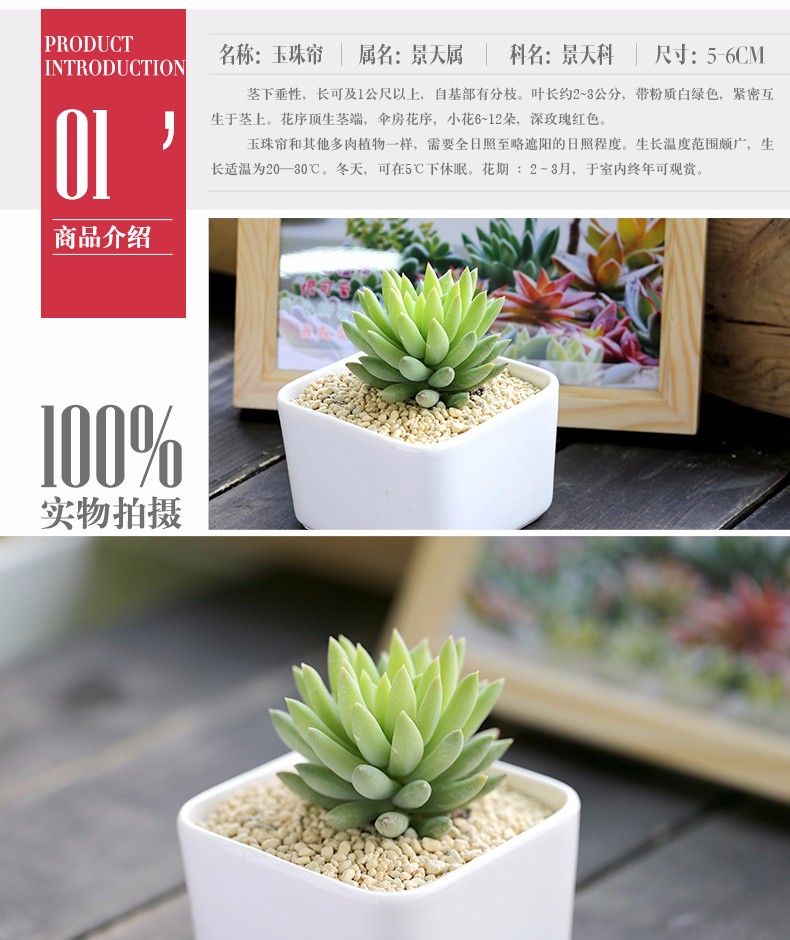 PRODUCT
INTRODUCTION
01 ’
商品介绍
名称：玉珠帘 属名：景天属 科名：景天科 尺寸：5-6CM
茎下垂性，长可及1公尺以上，自基部有分枝。叶长约2~3公分，带粉质白绿色，紧密互
生于茎上。花序顶生茎端，伞房花序，小花6~12朵，深玫瑰红色。
玉珠帘和其他多肉植物一样，需要全日照至略遮阳的日照程度。生长温度范围颇广，生
长适温为20—30℃。冬天，可在5℃下休眠。花期 ：2~3月，于室内终年可观赏。
100%
实物拍摄